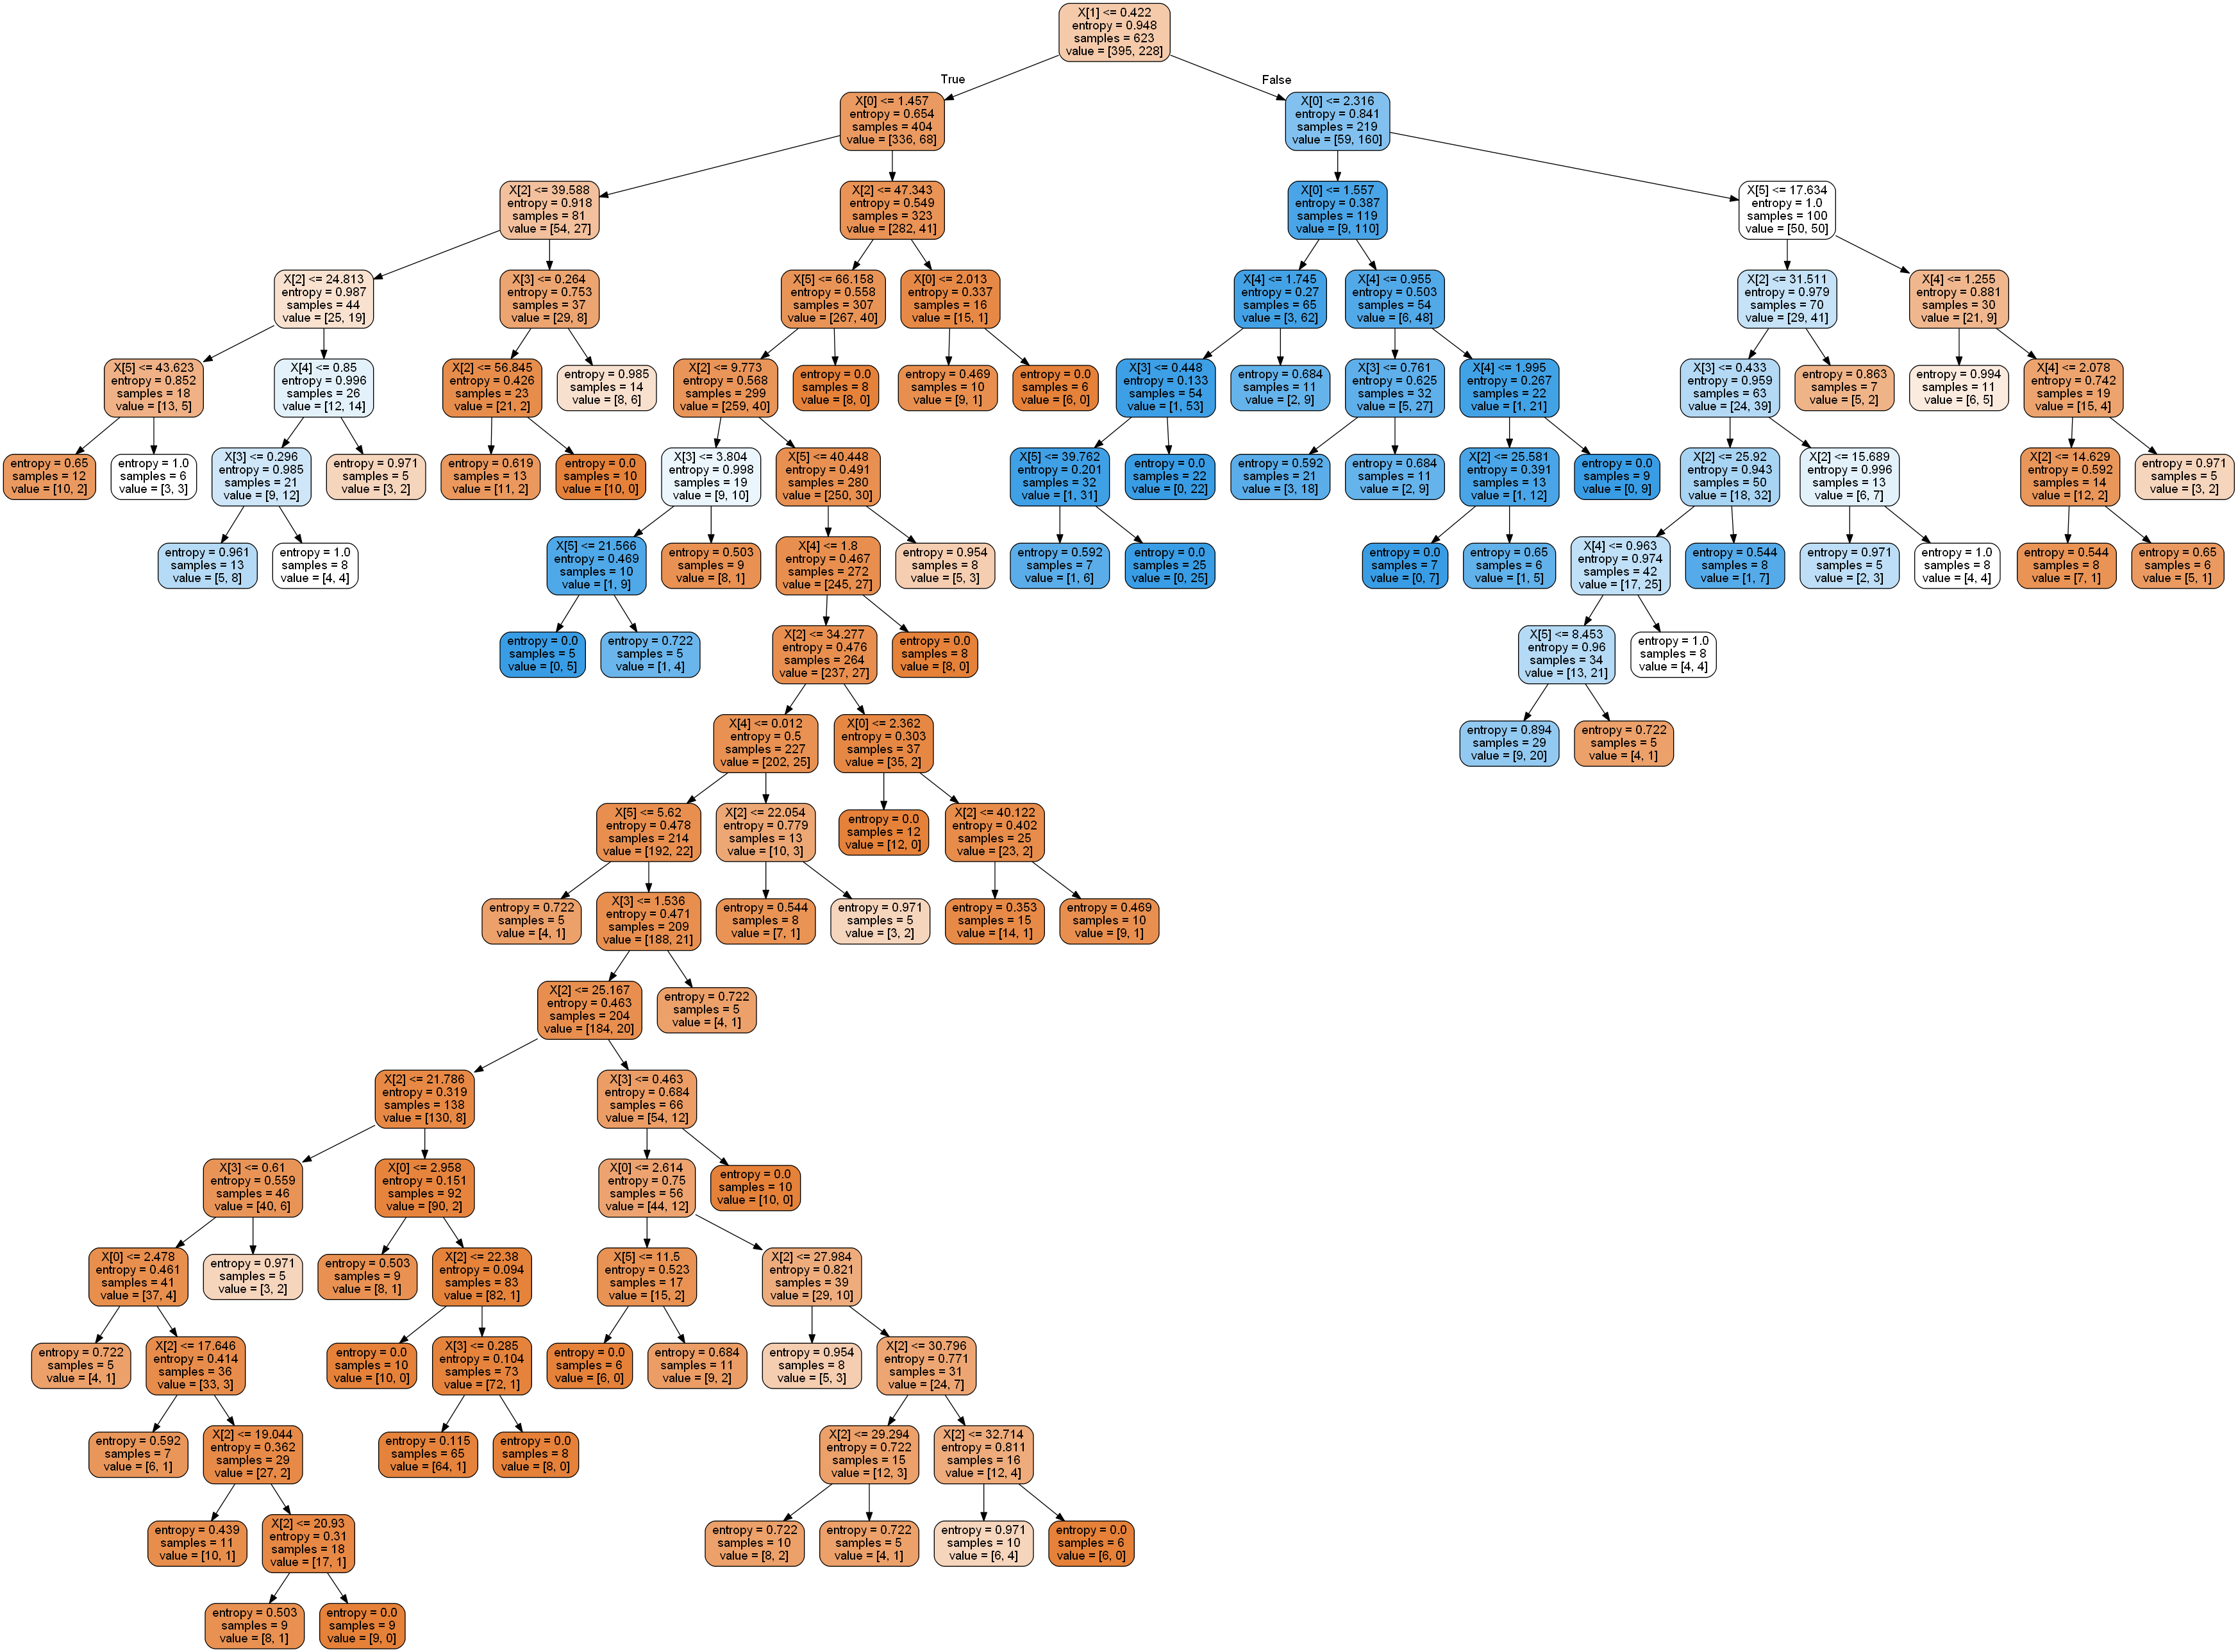 X[1] <= 0.422
entropy = 0.948
samples = 623
value = [395, 228]
True
False
X[0] <= 1.457
entropy = 0.654
samples = 404
value = [336, 68]
X[0] <= 2.316
entropy = 0.841
samples = 219
value = [59, 160]
X[2] <= 39.588
entropy = 0.918
samples = 81
value = [54, 27]
X[2] <= 47.343
entropy = 0.549
samples = 323
value = [282, 41]
X[0] <= 1.557
entropy = 0.387
samples = 119
value = [9, 110]
X[5] <= 17.634
entropy = 1.0
samples = 100
value = [50, 50]
X[2] <= 24.813
entropy = 0.987
samples = 44
value = [25, 19]
X[3] <= 0.264
entropy = 0.753
samples = 37
value = [29, 8]
X[5] <= 66.158
entropy = 0.558
samples = 307
value = [267, 40]
X[0] <= 2.013
entropy = 0.337
samples = 16
value = [15, 1]
X[4] <= 1.745
entropy = 0.27
samples = 65
value = [3, 62]
X[4] <= 0.955
entropy = 0.503
samples = 54
value = [6, 48]
X[2] <= 31.511
entropy = 0.979
samples = 70
value = [29, 41]
X[4] <= 1.255
entropy = 0.881
samples = 30
value = [21, 9]
X[5] <= 43.623
entropy = 0.852
samples = 18
value = [13, 5]
X[4] <= 0.85
entropy = 0.996
samples = 26
value = [12, 14]
X[2] <= 56.845
entropy = 0.426
samples = 23
value = [21, 2]
entropy = 0.985
samples = 14
value = [8, 6]
X[2] <= 9.773
entropy = 0.568
samples = 299
value = [259, 40]
entropy = 0.0
samples = 8
value = [8, 0]
entropy = 0.469
samples = 10
value = [9, 1]
entropy = 0.0
samples = 6
value = [6, 0]
X[3] <= 0.448
entropy = 0.133
samples = 54
value = [1, 53]
entropy = 0.684
samples = 11
value = [2, 9]
X[3] <= 0.761
entropy = 0.625
samples = 32
value = [5, 27]
X[4] <= 1.995
entropy = 0.267
samples = 22
value = [1, 21]
X[3] <= 0.433
entropy = 0.959
samples = 63
value = [24, 39]
entropy = 0.863
samples = 7
value = [5, 2]
entropy = 0.994
samples = 11
value = [6, 5]
X[4] <= 2.078
entropy = 0.742
samples = 19
value = [15, 4]
entropy = 0.65
samples = 12
value = [10, 2]
entropy = 1.0
samples = 6
value = [3, 3]
X[3] <= 0.296
entropy = 0.985
samples = 21
value = [9, 12]
entropy = 0.971
samples = 5
value = [3, 2]
entropy = 0.619
samples = 13
value = [11, 2]
entropy = 0.0
samples = 10
value = [10, 0]
X[3] <= 3.804
entropy = 0.998
samples = 19
value = [9, 10]
X[5] <= 40.448
entropy = 0.491
samples = 280
value = [250, 30]
X[5] <= 39.762
entropy = 0.201
samples = 32
value = [1, 31]
entropy = 0.0
samples = 22
value = [0, 22]
entropy = 0.592
samples = 21
value = [3, 18]
entropy = 0.684
samples = 11
value = [2, 9]
X[2] <= 25.581
entropy = 0.391
samples = 13
value = [1, 12]
entropy = 0.0
samples = 9
value = [0, 9]
X[2] <= 25.92
entropy = 0.943
samples = 50
value = [18, 32]
X[2] <= 15.689
entropy = 0.996
samples = 13
value = [6, 7]
X[2] <= 14.629
entropy = 0.592
samples = 14
value = [12, 2]
entropy = 0.971
samples = 5
value = [3, 2]
entropy = 0.961
samples = 13
value = [5, 8]
entropy = 1.0
samples = 8
value = [4, 4]
X[5] <= 21.566
entropy = 0.469
samples = 10
value = [1, 9]
entropy = 0.503
samples = 9
value = [8, 1]
X[4] <= 1.8
entropy = 0.467
samples = 272
value = [245, 27]
entropy = 0.954
samples = 8
value = [5, 3]
entropy = 0.592
samples = 7
value = [1, 6]
entropy = 0.0
samples = 25
value = [0, 25]
entropy = 0.0
samples = 7
value = [0, 7]
entropy = 0.65
samples = 6
value = [1, 5]
X[4] <= 0.963
entropy = 0.974
samples = 42
value = [17, 25]
entropy = 0.544
samples = 8
value = [1, 7]
entropy = 0.971
samples = 5
value = [2, 3]
entropy = 1.0
samples = 8
value = [4, 4]
entropy = 0.544
samples = 8
value = [7, 1]
entropy = 0.65
samples = 6
value = [5, 1]
entropy = 0.0
samples = 5
value = [0, 5]
entropy = 0.722
samples = 5
value = [1, 4]
X[2] <= 34.277
entropy = 0.476
samples = 264
value = [237, 27]
entropy = 0.0
samples = 8
value = [8, 0]
X[5] <= 8.453
entropy = 0.96
samples = 34
value = [13, 21]
entropy = 1.0
samples = 8
value = [4, 4]
X[4] <= 0.012
entropy = 0.5
samples = 227
value = [202, 25]
X[0] <= 2.362
entropy = 0.303
samples = 37
value = [35, 2]
entropy = 0.894
samples = 29
value = [9, 20]
entropy = 0.722
samples = 5
value = [4, 1]
X[5] <= 5.62
entropy = 0.478
samples = 214
value = [192, 22]
X[2] <= 22.054
entropy = 0.779
samples = 13
value = [10, 3]
entropy = 0.0
samples = 12
value = [12, 0]
X[2] <= 40.122
entropy = 0.402
samples = 25
value = [23, 2]
entropy = 0.722
samples = 5
value = [4, 1]
X[3] <= 1.536
entropy = 0.471
samples = 209
value = [188, 21]
entropy = 0.544
samples = 8
value = [7, 1]
entropy = 0.971
samples = 5
value = [3, 2]
entropy = 0.353
samples = 15
value = [14, 1]
entropy = 0.469
samples = 10
value = [9, 1]
X[2] <= 25.167
entropy = 0.463
samples = 204
value = [184, 20]
entropy = 0.722
samples = 5
value = [4, 1]
X[2] <= 21.786
entropy = 0.319
samples = 138
value = [130, 8]
X[3] <= 0.463
entropy = 0.684
samples = 66
value = [54, 12]
X[3] <= 0.61
entropy = 0.559
samples = 46
value = [40, 6]
X[0] <= 2.958
entropy = 0.151
samples = 92
value = [90, 2]
X[0] <= 2.614
entropy = 0.75
samples = 56
value = [44, 12]
entropy = 0.0
samples = 10
value = [10, 0]
X[0] <= 2.478
entropy = 0.461
samples = 41
value = [37, 4]
entropy = 0.971
samples = 5
value = [3, 2]
entropy = 0.503
samples = 9
value = [8, 1]
X[2] <= 22.38
entropy = 0.094
samples = 83
value = [82, 1]
X[5] <= 11.5
entropy = 0.523
samples = 17
value = [15, 2]
X[2] <= 27.984
entropy = 0.821
samples = 39
value = [29, 10]
entropy = 0.722
samples = 5
value = [4, 1]
X[2] <= 17.646
entropy = 0.414
samples = 36
value = [33, 3]
entropy = 0.0
samples = 10
value = [10, 0]
X[3] <= 0.285
entropy = 0.104
samples = 73
value = [72, 1]
entropy = 0.0
samples = 6
value = [6, 0]
entropy = 0.684
samples = 11
value = [9, 2]
entropy = 0.954
samples = 8
value = [5, 3]
X[2] <= 30.796
entropy = 0.771
samples = 31
value = [24, 7]
entropy = 0.592
samples = 7
value = [6, 1]
X[2] <= 19.044
entropy = 0.362
samples = 29
value = [27, 2]
entropy = 0.115
samples = 65
value = [64, 1]
entropy = 0.0
samples = 8
value = [8, 0]
X[2] <= 29.294
entropy = 0.722
samples = 15
value = [12, 3]
X[2] <= 32.714
entropy = 0.811
samples = 16
value = [12, 4]
entropy = 0.439
samples = 11
value = [10, 1]
X[2] <= 20.93
entropy = 0.31
samples = 18
value = [17, 1]
entropy = 0.722
samples = 10
value = [8, 2]
entropy = 0.722
samples = 5
value = [4, 1]
entropy = 0.971
samples = 10
value = [6, 4]
entropy = 0.0
samples = 6
value = [6, 0]
entropy = 0.503
samples = 9
value = [8, 1]
entropy = 0.0
samples = 9
value = [9, 0]